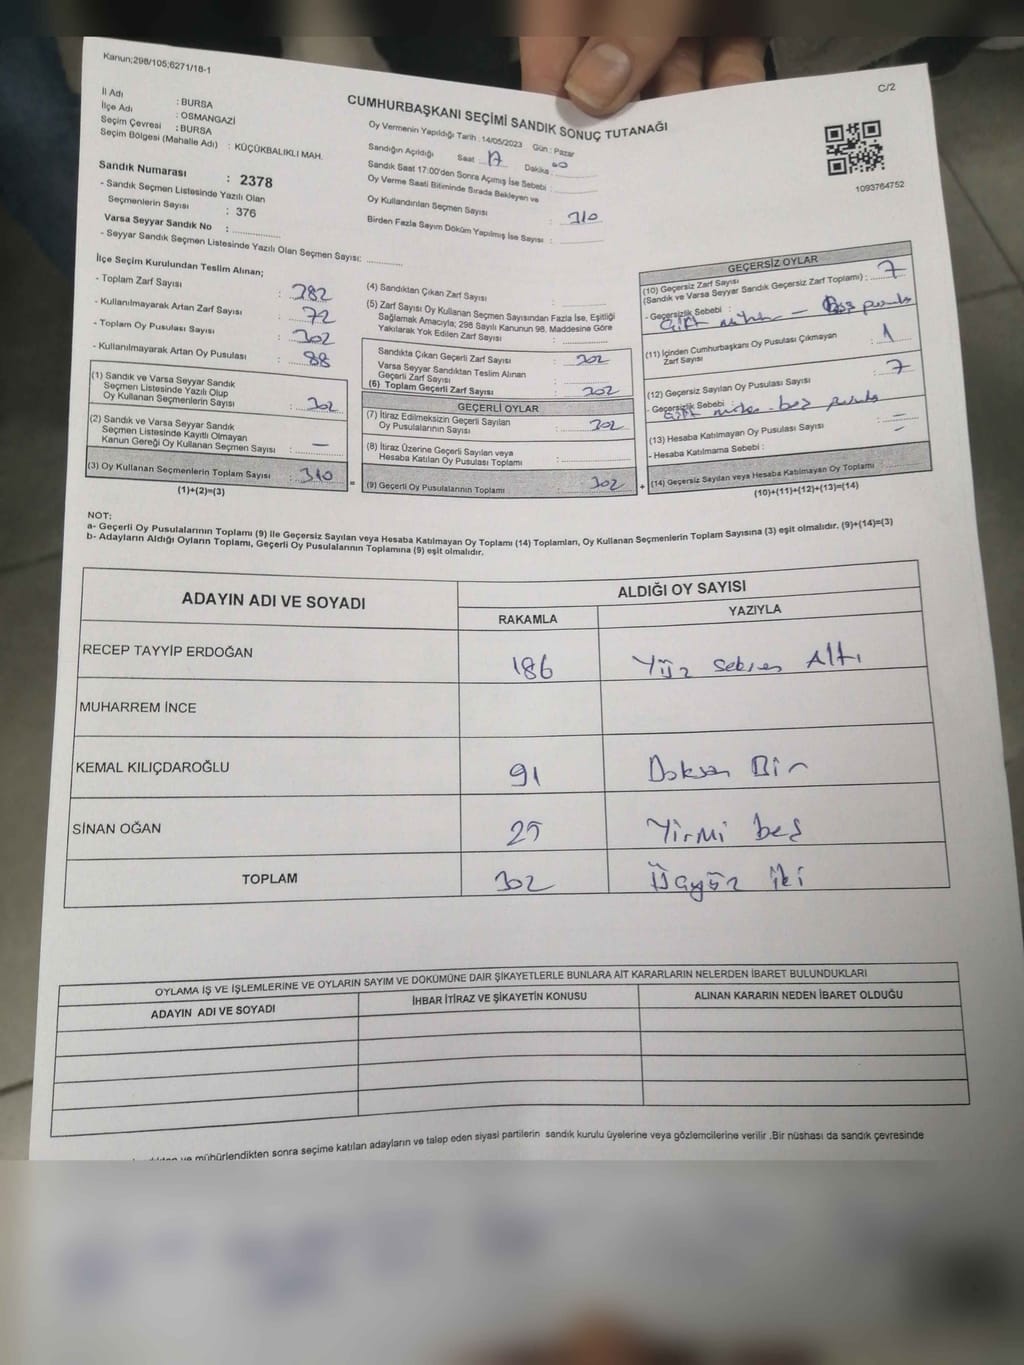 Kanun;298/105;6271/18-1
C/2
İl Adı : BURSA
İlçe Adı : OSMANGAZİ
Seçim Çevresi : BURSA
Seçim Bölgesi (Mahalle Adı) : KÜÇÜKBALIKLI MAH.
Sandık Numarası : 2378
- Sandık Seçmen Listesinde Yazılı Olan
Seçmenlerin Sayısı : 376
Varsa Seyyar Sandık No :
- Seyyar Sandık Seçmen Listesinde Yazılı Olan Seçmen Sayısı:
CUMHURBAŞKANI SEÇİMİ SANDIK SONUÇ TUTANAĞI
Oy Vermenin Yapıldığı Tarih : 14/05/2023 Gün : Pazar
Sandığın Açıldığı Saat : 17 Dakika : 00
Sandık Saat 17:00'den Sonra Açımış İse Sebebi :
Oy Verme Saati Bitiminde Sırada Bekleyen ve
Oy Kullandırılan Seçmen Sayısı : 310
Birden Fazla Sayım Döküm Yapılmış İse Sayısı :
1093764752
İlçe Seçim Kurulundan Teslim Alınan;
- Toplam Zarf Sayısı : 382
- Kullanılmayarak Artan Zarf Sayısı : 72
- Toplam Oy Pusulası Sayısı : 302
- Kullanılmayarak Artan Oy Pusulası : 88
(1) Sandık ve Varsa Seyyar Sandık
Seçmen Listesinde Yazılı Olup
Oy Kullanan Seçmenlerin Sayısı : 302
(2) Sandık ve Varsa Seyyar Sandık
Seçmen Listesinde Kayıtlı Olmayan
Kanun Gereği Oy Kullanan Seçmen Sayısı : —
(3) Oy Kullanan Seçmenlerin Toplam Sayısı : 310
(1)+(2)=(3)
=
(4) Sandıktan Çıkan Zarf Sayısı :
(5) Zarf Sayısı Oy Kullanan Seçmen Sayısından Fazla İse, Eşitliği
Sağlamak Amacıyla; 298 Sayılı Kanunun 98. Maddesine Göre
Yakılarak Yok Edilen Zarf Sayısı :
Sandıkta Çıkan Geçerli Zarf Sayısı : 302
Varsa Seyyar Sandıktan Teslim Alınan
Geçerli Zarf Sayısı :
(6) Toplam Geçerli Zarf Sayısı : 302
GEÇERLİ OYLAR
(7) İtiraz Edilmeksizin Geçerli Sayılan
Oy Pusulalarının Sayısı : 302
(8) İtiraz Üzerine Geçerli Sayılan veya
Hesaba Katılan Oy Pusulası Toplamı :
(9) Geçerli Oy Pusulalarının Toplamı : 302
+
GEÇERSİZ OYLAR
(10) Geçersiz Zarf Sayısı
(Sandık ve Varsa Seyyar Sandık Geçersiz Zarf Toplamı) : 7
- Geçersizlik Sebebi :
Çift mühür — Boş pusula
(11) İçinden Cumhurbaşkanı Oy Pusulası Çıkmayan
Zarf Sayısı : 1
(12) Geçersiz Sayılan Oy Pusulası Sayısı : 7
- Geçersizlik Sebebi :
Çift mühür - boş pusula
(13) Hesaba Katılmayan Oy Pusulası Sayısı : —
- Hesaba Katılmama Sebebi : —
(14) Geçersiz Sayılan veya Hesaba Katılmayan Oy Toplamı :
(10)+(11)+(12)+(13)=(14)
NOT:
a- Geçerli Oy Pusulalarının Toplamı (9) ile Geçersiz Sayılan veya Hesaba Katılmayan Oy Toplamı (14) Toplamları, Oy Kullanan Seçmenlerin Toplam Sayısına (3) eşit olmalıdır. (9)+(14)=(3)
b- Adayların Aldığı Oyların Toplamı, Geçerli Oy Pusulalarının Toplamına (9) eşit olmalıdır.
ADAYIN ADI VE SOYADI ALDIĞI OY SAYISI
RAKAMLA YAZIYLA
RECEP TAYYİP ERDOĞAN 186 Yüz Seksen Altı
MUHARREM İNCE
KEMAL KILIÇDAROĞLU 91 Doksan Bir
SİNAN OĞAN 25 Yirmi beş
TOPLAM 302 Üçyüz iki
OYLAMA İŞ VE İŞLEMLERİNE VE OYLARIN SAYIM VE DÖKÜMÜNE DAİR ŞİKAYETLERLE BUNLARA AİT KARARLARIN NELERDEN İBARET BULUNDUKLARI
ADAYIN ADI VE SOYADI İHBAR İTİRAZ VE ŞİKAYETİN KONUSU ALINAN KARARIN NEDEN İBARET OLDUĞU
ve mühürlendikten sonra seçime katılan adayların ve talep eden siyasi partilerin sandık kurulu üyelerine veya gözlemcilerine verilir .Bir nüshası da sandık çevresinde